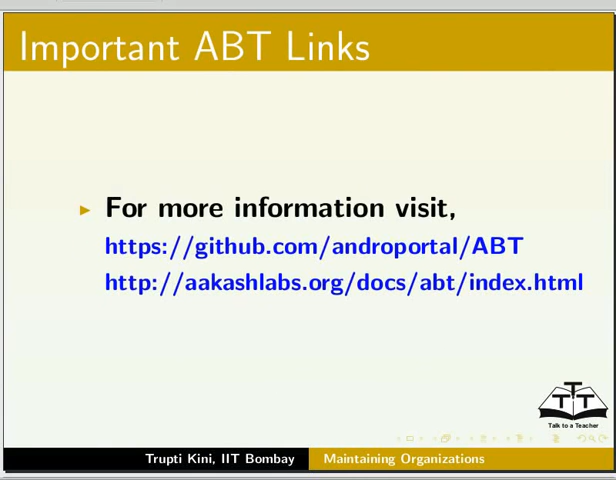 Important ABT Links
For more information visit,
https://github.com/androportal/ABT
http://aakashlabs.org/docs/abt/index.html
TTT
Talk to a Teacher
Trupti Kini, IIT Bombay
Maintaining Organizations